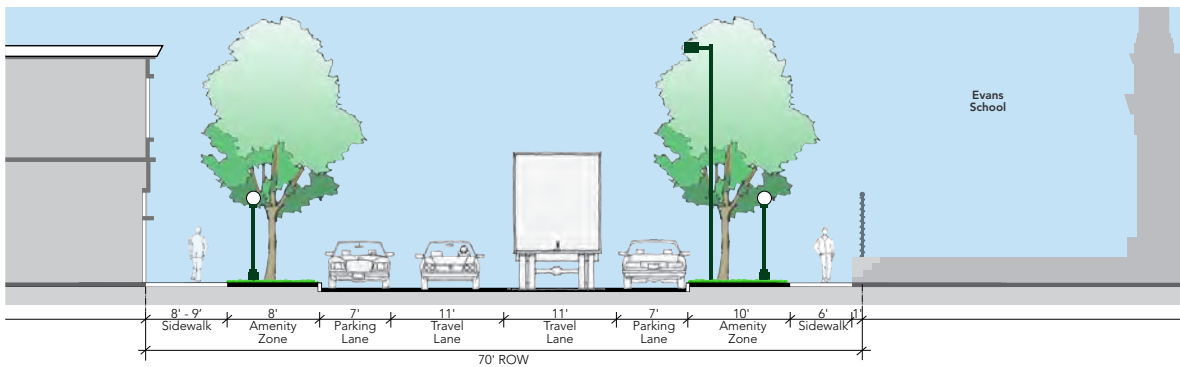 Evans
School
8' - 9'
Sidewalk
8'
Amenity
Zone
7'
Parking
Lane
11'
Travel
Lane
11'
Travel
Lane
7'
Parking
Lane
10'
Amenity
Zone
6'
Sidewalk
1'
70' ROW